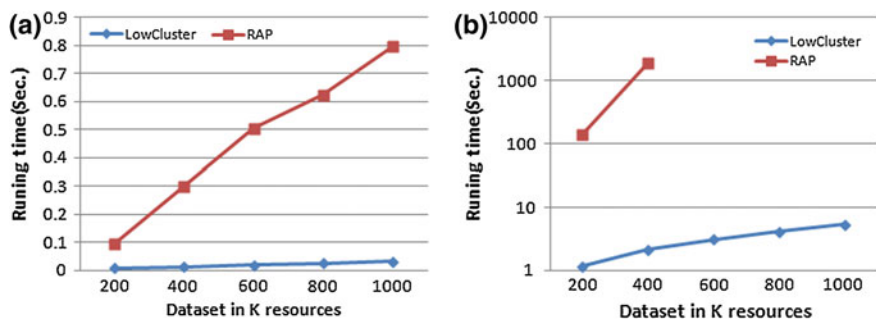 (a)
LowCluster
RAP
0.9
0.8
0.7
0.6
0.5
0.4
0.3
0.2
0.1
0
Runing time(Sec.)
200 400 600 800 1000
Dataset in K resources
(b)
LowCluster
RAP
10000
1000
100
10
1
Runing time(Sec.)
200 400 600 800 1000
Dataset in K resources